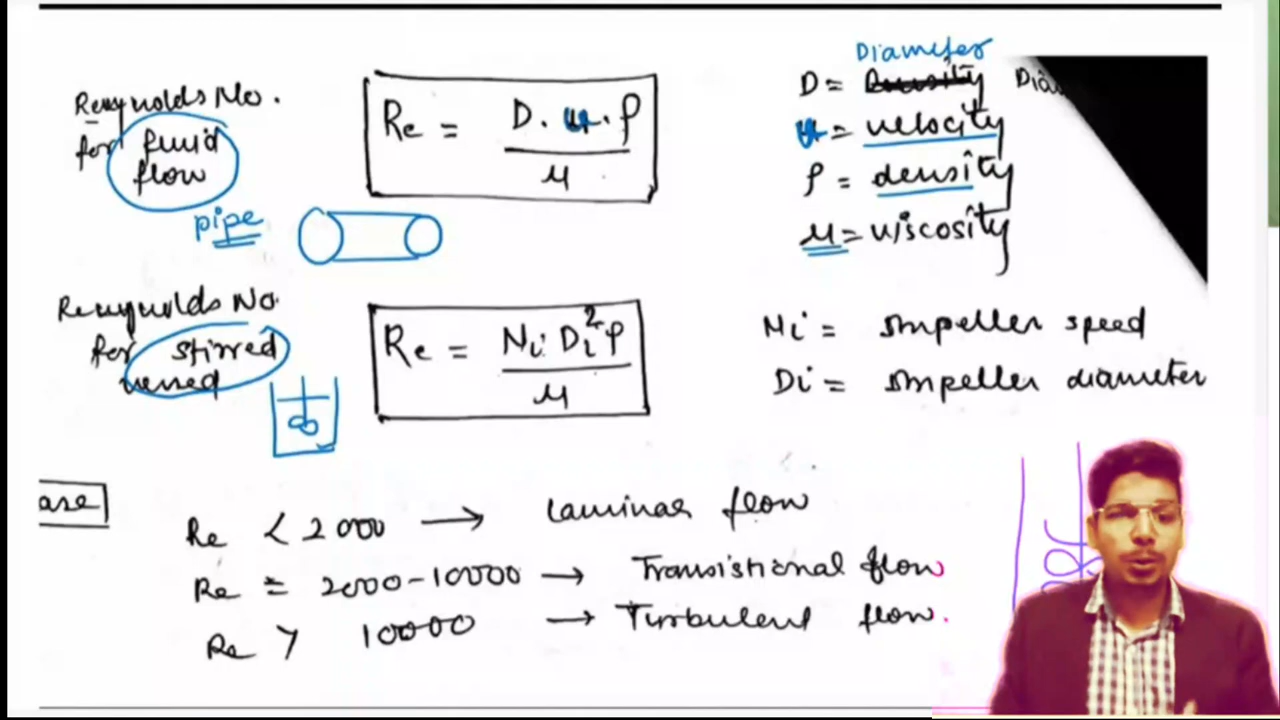 Diameter
Reynolds No. for fluid flow
Re = D . u . ρ / μ
D = Density Dia
u = velocity
ρ = density
μ = viscosity
pipe
Reynolds No for stirred vessel
Re = Ni Di² ρ / μ
Ni = Impeller speed
Di = Impeller diameter
ase
Re < 2000 → Laminar flow
Re = 2000-10000 → Transistional flow
Re > 10000 → Turbulent flow.